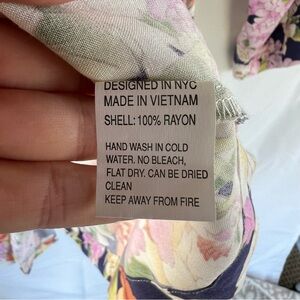 DESIGNED IN NYC
MADE IN VIETNAM
SHELL: 100% RAYON
HAND WASH IN COLD
WATER. NO BLEACH,
FLAT DRY. CAN BE DRIED
CLEAN
KEEP AWAY FROM FIRE